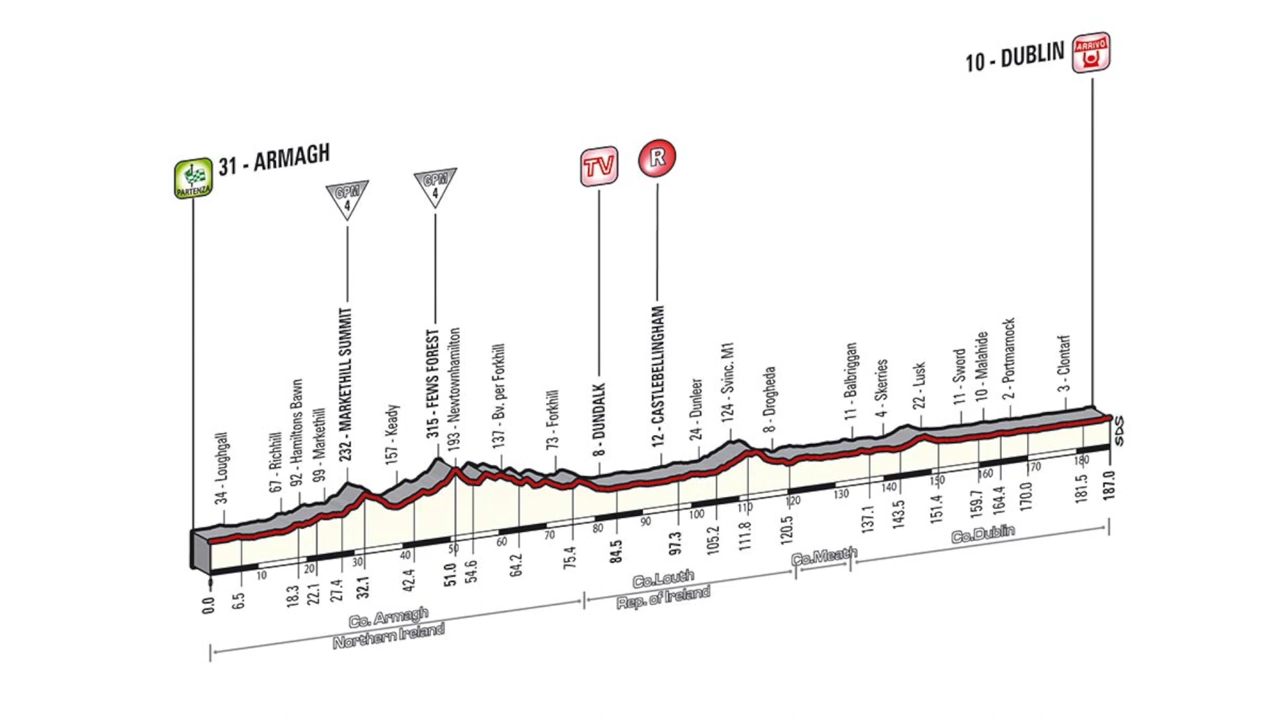 10 - DUBLIN
ARRIVO
31 - ARMAGH
PARTENZA
GPM
4
GPM
4
TV
R
34 - Loughgall
67 - Richhill
92 - Hamiltons Bawn
99 - Markethill
232 - MARKETHILL SUMMIT
157 - Keady
315 - FEWS FOREST
193 - Newtownhamilton
137 - Bv. per Forkhill
73 - Forkhill
8 - DUNDALK
12 - CASTLEBELLINGHAM
24 - Dunleer
124 - Svinc. M1
8 - Drogheda
11 - Balbriggan
4 - Skerries
22 - Lusk
11 - Sword
10 - Malahide
2 - Portmarnock
3 - Clontarf
SDS
0
10
20
30
40
50
60
70
80
90
100
110
120
130
140
150
160
170
180
0.0
6.5
18.3
22.1
27.4
32.1
42.4
51.0
54.6
64.2
75.4
84.5
97.3
105.2
111.8
120.5
137.1
143.5
151.4
159.7
164.4
170.0
181.5
187.0
Co. Armagh
Northern Ireland
Co.Louth
Rep. of Ireland
Co.Meath
Co.Dublin